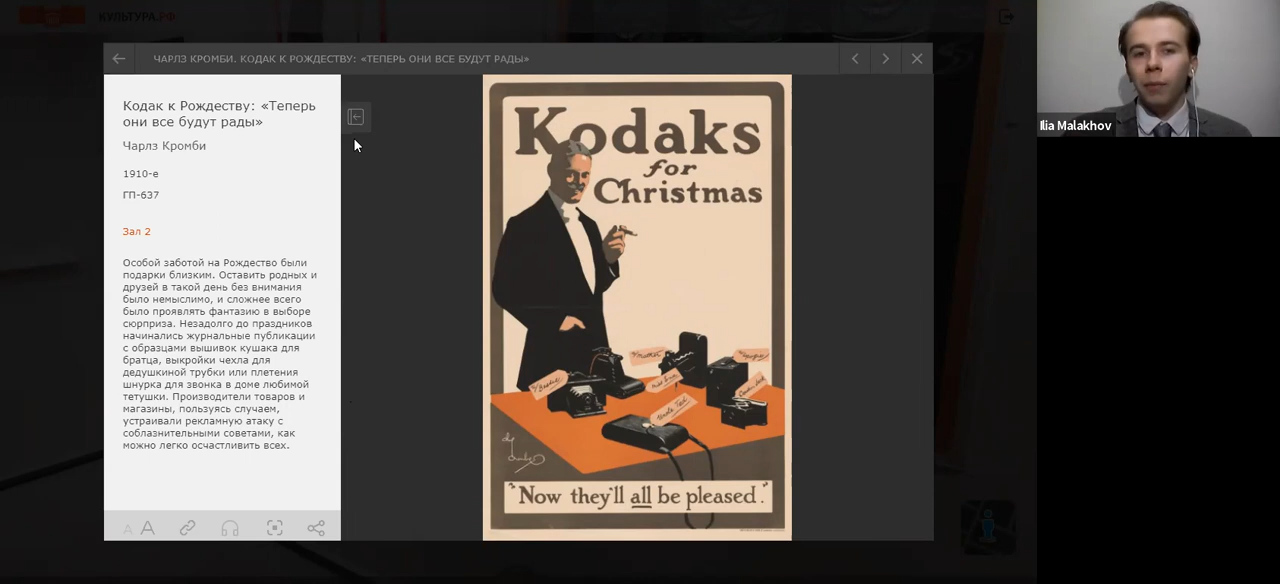 КУЛЬТУРА.РФ
ЧАРЛЗ КРОМБИ. КОДАК К РОЖДЕСТВУ: «ТЕПЕРЬ ОНИ ВСЕ БУДУТ РАДЫ»
Кодак к Рождеству: «Теперь
они все будут рады»
Чарлз Кромби
1910-е
ГП-637
Зал 2
Особой заботой на Рождество были
подарки близким. Оставить родных и
друзей в такой день без внимания
было немыслимо, и сложнее всего
было проявлять фантазию в выборе
сюрприза. Незадолго до праздников
начинались журнальные публикации
с образцами вышивок кушака для
братца, выкройки чехла для
дедушкиной трубки или плетения
шнурка для звонка в доме любимой
тетушки. Производители товаров и
магазины, пользуясь случаем,
устраивали рекламную атаку с
соблазнительными советами, как
можно легко осчастливить всех.
A A
Kodaks
for
Christmas
Uncle Ted
"Now they'll all be pleased."
Ilia Malakhov